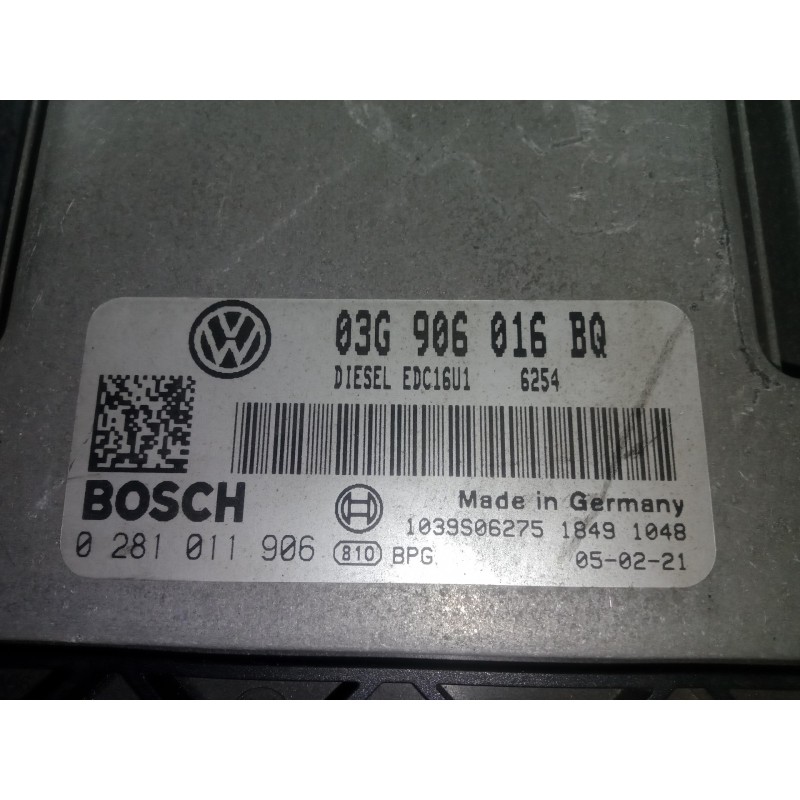 03G 906 016 BQ
DIESEL EDC16U1 6254
BOSCH
Made in Germany
1039S06275 1849 1048
0 281 011 906 810 BPG 05-02-21